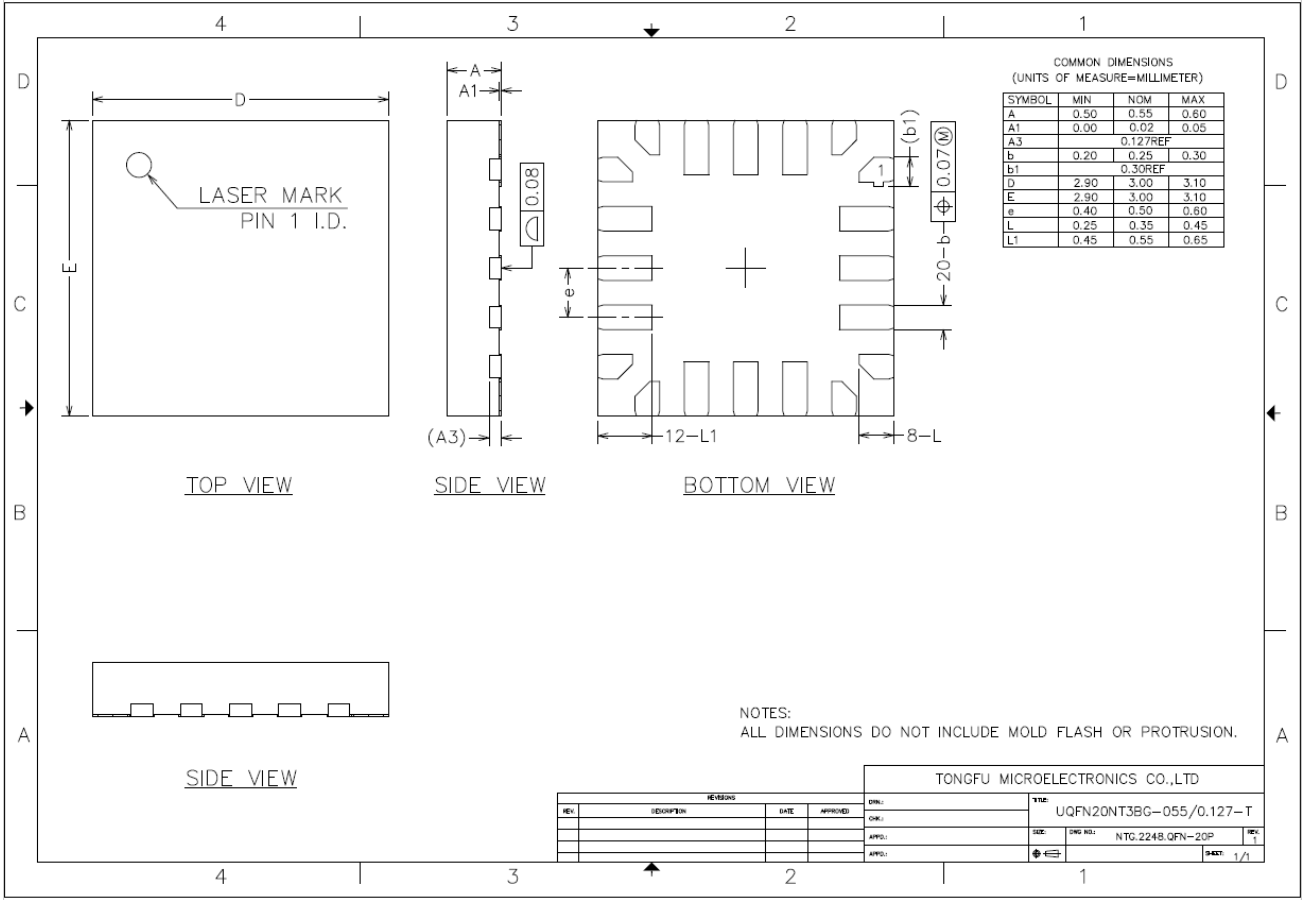 4 3 2 1
D D
COMMON DIMENSIONS
(UNITS OF MEASURE=MILLIMETER)
SYMBOL MIN NOM MAX
A 0.50 0.55 0.60
A1 0.00 0.02 0.05
A3 0.127REF
b 0.20 0.25 0.30
b1 0.30REF
D 2.90 3.00 3.10
E 2.90 3.00 3.10
e 0.40 0.50 0.60
L 0.25 0.35 0.45
L1 0.45 0.55 0.65
D
A
A1
(b1)
0.07Ⓜ
1
0.08
LASER MARK
PIN 1 I.D.
E
e
20-b
C C
(A3)
12-L1
8-L
TOP VIEW
SIDE VIEW
BOTTOM VIEW
B B
A A
SIDE VIEW
NOTES:
ALL DIMENSIONS DO NOT INCLUDE MOLD FLASH OR PROTRUSION.
TONGFU MICROELECTRONICS CO.,LTD
REVISIONS
REV. DESCRIPTION DATE APPROVED
DRN.:
CHK.:
APPD.:
APPD.:
TITLE:
UQFN20NT3BG-055/0.127-T
SIZE: DWG NO.: NTG.2248.QFN-20P REV. 1
SHEET: 1/1
4 3 2 1